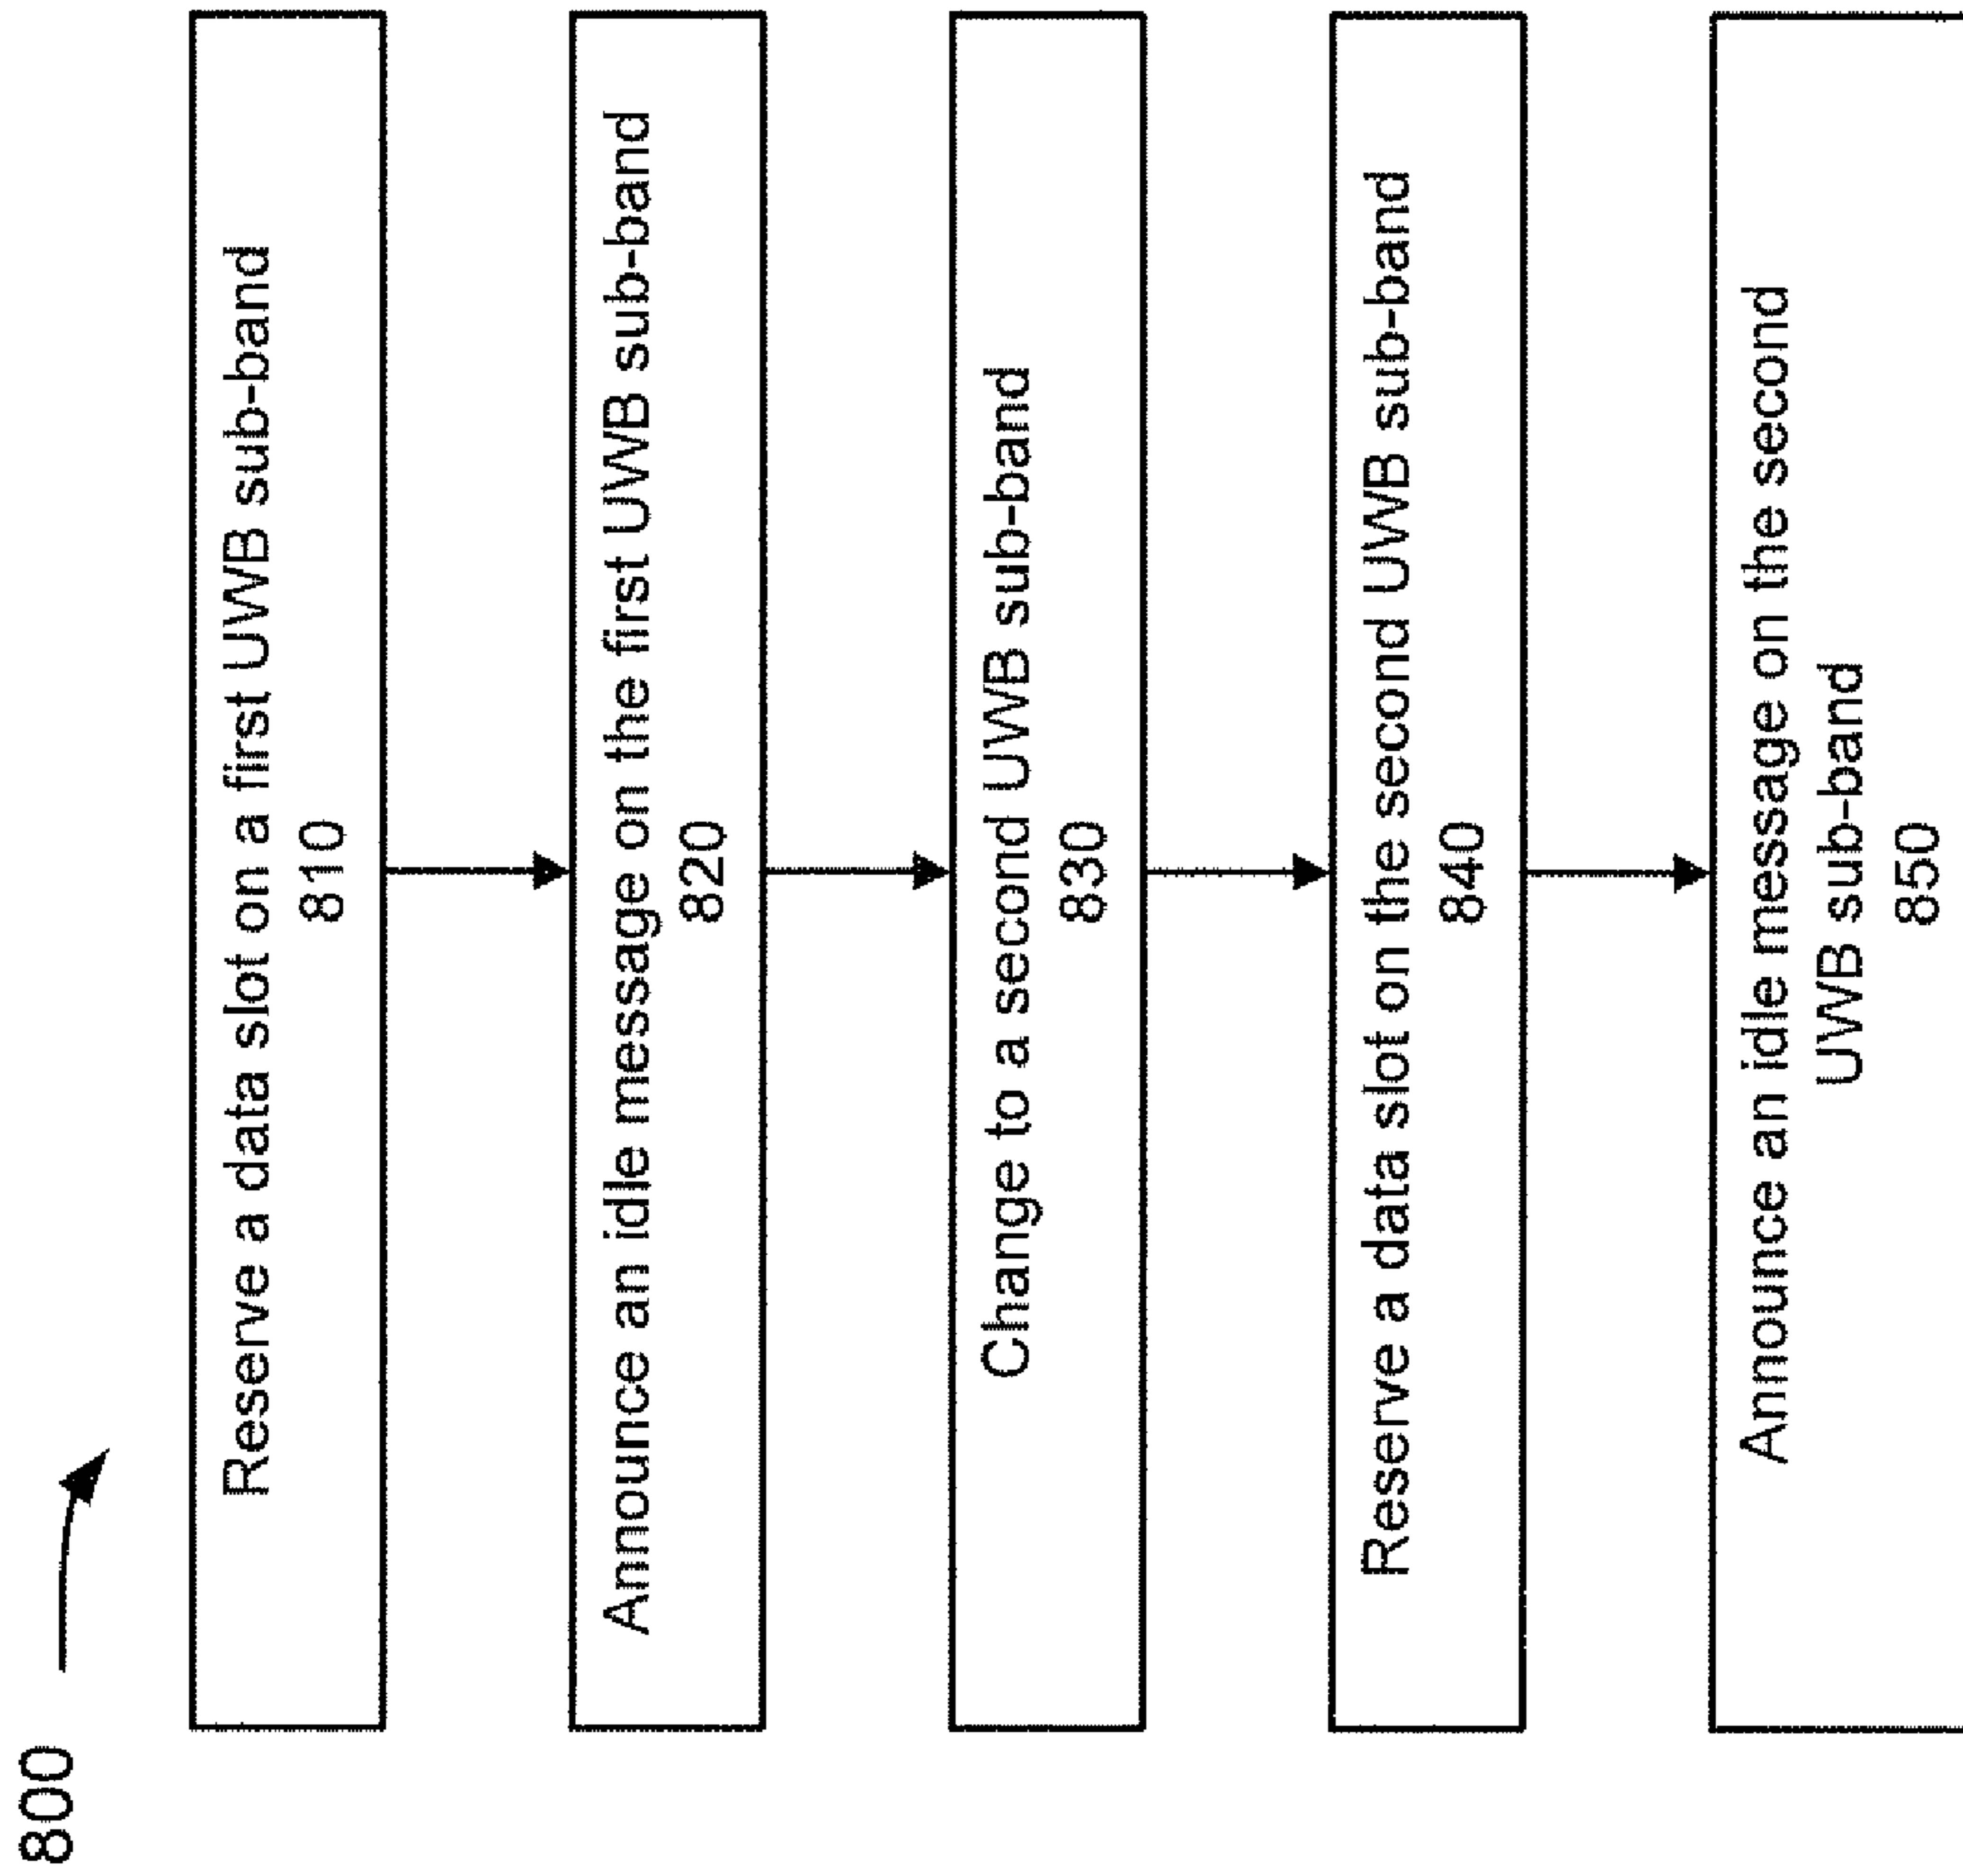 800
Reserve a data slot on a first UWB sub-band
810
Announce an idle message on the first UWB sub-band
820
Change to a second UWB sub-band
830
Reserve a data slot on the second UWB sub-band
840
Announce an idle message on the second
UWB sub-band
850